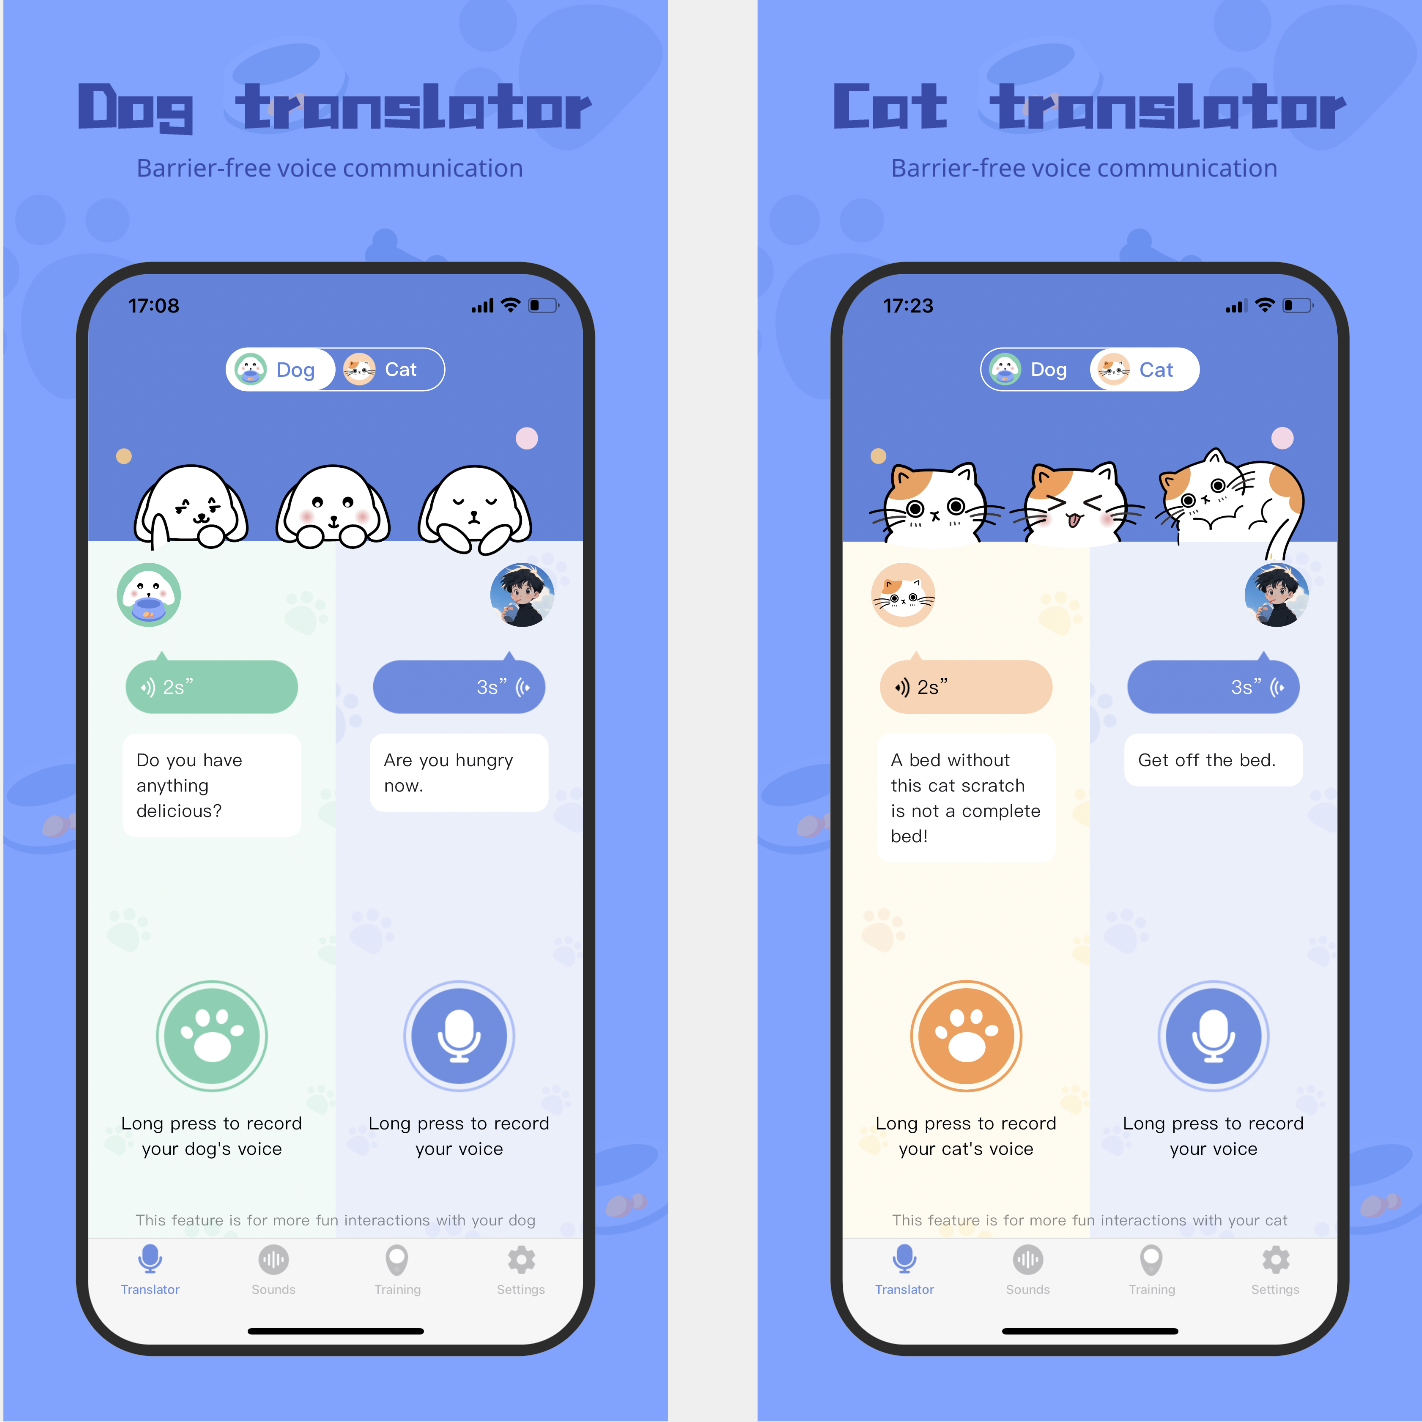 Dog translator
Barrier-free voice communication
17:08
Dog
Cat
2s”
3s”
Do you have
anything
delicious?
Are you hungry
now.
Long press to record
your dog's voice
Long press to record
your voice
This feature is for more fun interactions with your dog
Translator
Sounds
Training
Settings
Cat translator
Barrier-free voice communication
17:23
Dog
Cat
2s”
3s”
A bed without
this cat scratch
is not a complete
bed!
Get off the bed.
Long press to record
your cat's voice
Long press to record
your voice
This feature is for more fun interactions with your cat
Translator
Sounds
Training
Settings